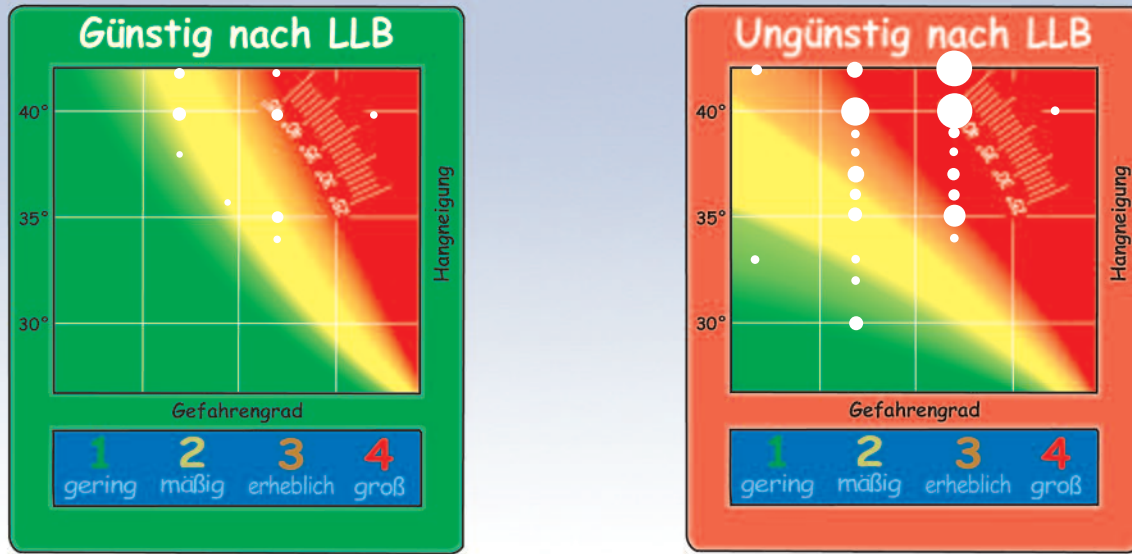 Günstig nach LLB
40°
35°
30°
Hangneigung
Gefahrengrad
1 2 3 4
gering mäßig erheblich groß
Ungünstig nach LLB
40°
35°
30°
Hangneigung
Gefahrengrad
1 2 3 4
gering mäßig erheblich groß